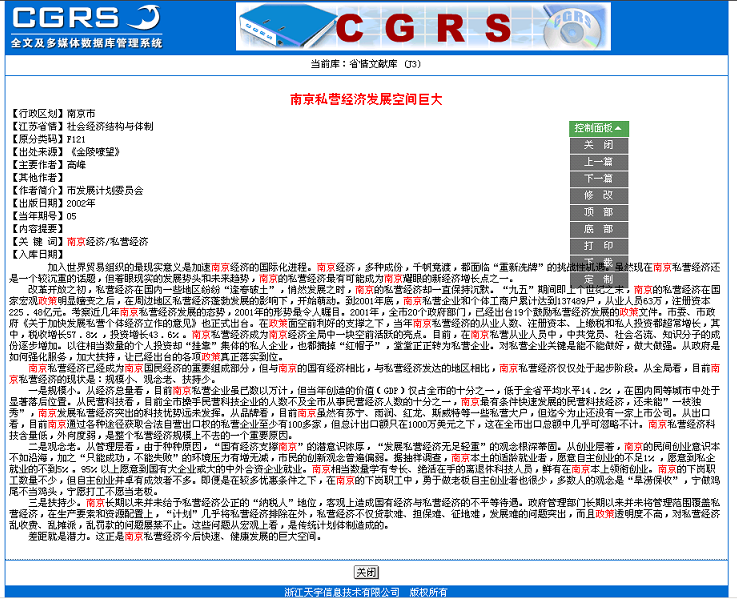 CGRS
全文及多媒体数据库管理系统
CGRS
CGRS
当前库：省情文献库 (J3)
南京私营经济发展空间巨大
【行政区划】南京市
【江苏省情】社会经济结构与体制
【原分类码】F121
【出处来源】《金陵瞭望》
【主要作者】高峰
【其他作者】
【作者简介】市发展计划委员会
【出版日期】2002年
【当年期号】05
【内容提要】
【关 键 词】南京经济/私营经济
【入库日期】
控制面板▲
关 闭
上一篇
下一篇
修 改
顶 部
底 部
打 印
下 载
定 制
加入世界贸易组织的最现实意义是加速南京经济的国际化进程。南京经济，多种成份，千帆竞渡，都面临“重新洗牌”的挑战性机遇。虽然现在南京私营经济还
是一个较沉重的话题，但着眼现实的发展势头和未来趋势，南京的私营经济最有可能成为南京耀眼的新经济增长点之一。
改革开放之初，私营经济在国内一些地区纷纷“逢春破土”，悄然发展之时，南京的私营经济却一直保持沉默。“九五”期间即上个世纪之末，南京的私营经济在国
家宏观政策明显嬗变之后，在周边地区私营经济蓬勃发展的影响下，开始萌动。到2001年底，南京私营企业和个体工商户累计达到137489户，从业人员63万，注册资本
225.48亿元。考察近几年南京私营经济发展的态势，2001年的形势是令人瞩目。2001年，全市20个政府部门，已经出台19个鼓励私营经济发展的政策文件。市委、市政
府《关于加快发展私营个体经济立作的意见》也正式出台。在政策面空前利好的支撑之下，当年南京私营经济的从业人数、注册资本、上缴税和私人投资都超常增长，其
中，税收增长57.8%，投资增长43.6%。南京私营经济成为南京经济全局中一块空前活跃的亮点。目前，在南京私营从业人员中，中共党员、社会名流、知识分子的成
份逐步增加。以往相当数量的个人投资却“挂靠”集体的私人企业，也都摘掉“红帽子”，堂堂正正转为私营企业。对私营企业关键是能不能做好，做大做强。从政府是
如何强化服务，加大扶持，让已经出台的各项政策真正落实到位。
南京私营经济已经成为南京国民经济的重要组成部分，但与南京的国有经济相比，与私营经济发达的地区相比，南京私营经济仅仅处于起步阶段。从全局看，目前南
京私营经济的现状是：规模小、观念老、扶持少。
一是规模小。从经济总量看，目前南京私营企业虽已数以万计，但当年创造的价值（GDP）仅占全市的十分之一，低于全省平均水平14.2%，在国内同等城市中处于
显著落后位置。从民营科技看，目前全市换手民营科技企业的人数不及全市从事民营经济人数的十分之一，南京最有条件快速发展的民营科技经济，还未能“一枝独
秀”，南京发展私营经济突出的科技优势远未发挥。从品牌看，目前南京虽然有苏宁、雨润、红龙、斯威特等一些私营大户，但迄今为止还没有一家上市公司。从出口
看，目前南京通过各种途径获取合法自营出口权的私营企业至少有100多家，但总计出口额只在1000万美元之下，这在全市出口总额中几乎可忽略不计。南京私营经济科
技含量低，外向度弱，是整个私营经济规模上不去的一个重要原因。
二是观念老。从管理层看，由于种种原因，“国有经济支撑南京”的潜意识浓厚，“发展私营经济无足轻重”的观念根深蒂固。从创业层看，南京的民间创业意识本
不如沿海，加之“只能成功，不能失败”的环境压力有增无减，市民的创新观念普遍偏弱。据抽样调查，南京本土的适龄就业者，愿意自主创业的不足1%，愿意到私企
就业的不到5%，95%以上愿意到国有大企业或大的中外合资企业就业。南京相当数量学有专长、绝活在手的离退休科技人员，鲜有在南京本上领衔创业。南京的下岗职
工数量不少，但自主创业并卓有成效者不多。即便是在较多优惠条件之下，在南京的下岗职工中，勇于做老板自主创业者也很少，多数人的观念是“旱涝保收”，宁做鸡
尾不当鸡头，宁愿打工不愿当老板。
三是扶持少。南京长期以来并未给予私营经济公正的“纳税人”地位，客观上造成国有经济与私营经济的不平等待遇。政府管理部门长期以来并未将管理范围覆盖私
营经济，在生产要素和资源配置上，“计划”几乎将私营经济排除在外，私营经济不仅贷款难、担保难、征地难，发展难的问题突出，而且政策透明度不高，对私营经济
乱收费、乱摊派，乱罚款的问题屡禁不止。这些问题从宏观上看，是传统计划体制造成的。
差距就是潜力。这正是南京私营经济今后快速、健康发展的巨大空间。
关闭
浙江天宇信息技术有限公司 版权所有